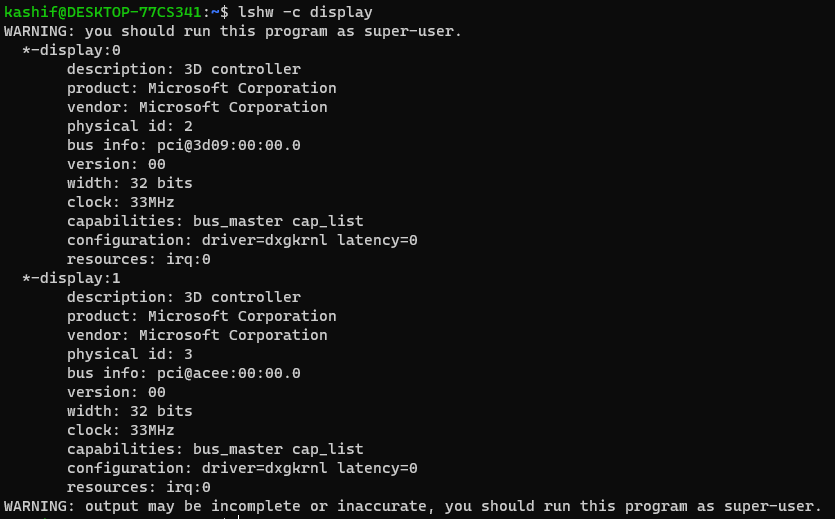 kashif@DESKTOP-77CS341:~$ lshw -c display
WARNING: you should run this program as super-user.
  *-display:0
       description: 3D controller
       product: Microsoft Corporation
       vendor: Microsoft Corporation
       physical id: 2
       bus info: pci@3d09:00:00.0
       version: 00
       width: 32 bits
       clock: 33MHz
       capabilities: bus_master cap_list
       configuration: driver=dxgkrnl latency=0
       resources: irq:0
  *-display:1
       description: 3D controller
       product: Microsoft Corporation
       vendor: Microsoft Corporation
       physical id: 3
       bus info: pci@acee:00:00.0
       version: 00
       width: 32 bits
       clock: 33MHz
       capabilities: bus_master cap_list
       configuration: driver=dxgkrnl latency=0
       resources: irq:0
WARNING: output may be incomplete or inaccurate, you should run this program as super-user.